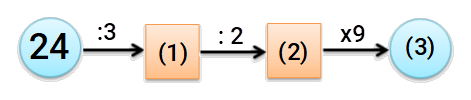 24 :3 (1) : 2 (2) x9 (3)